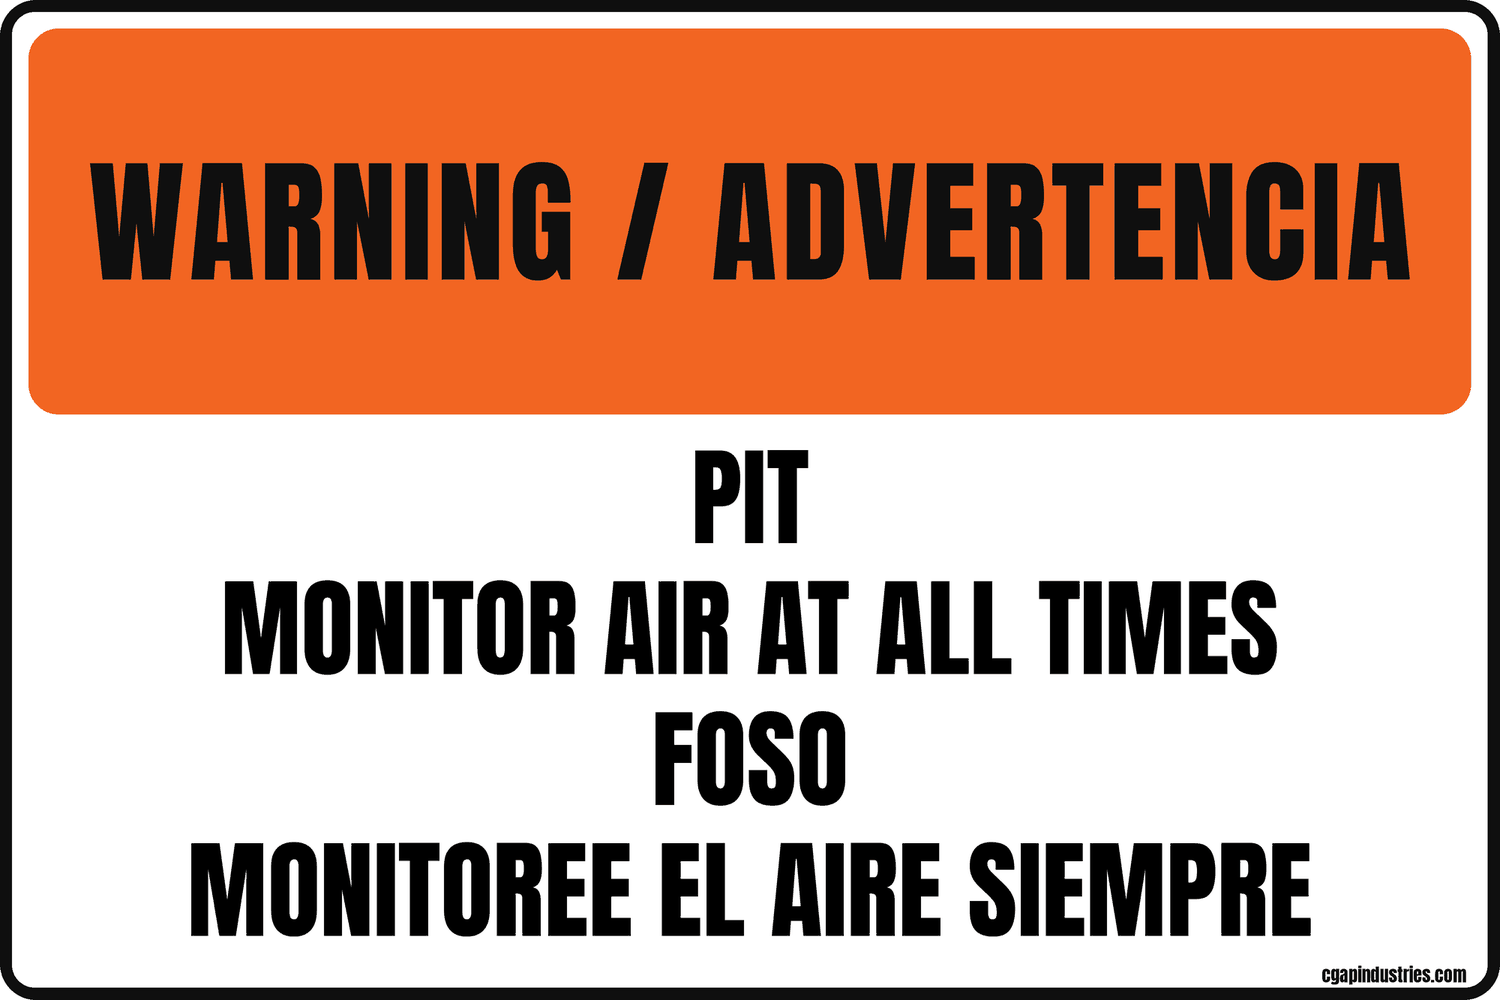 WARNING / ADVERTENCIA
PIT
MONITOR AIR AT ALL TIMES
FOSO
MONITOREE EL AIRE SIEMPRE
cgapindustries.com